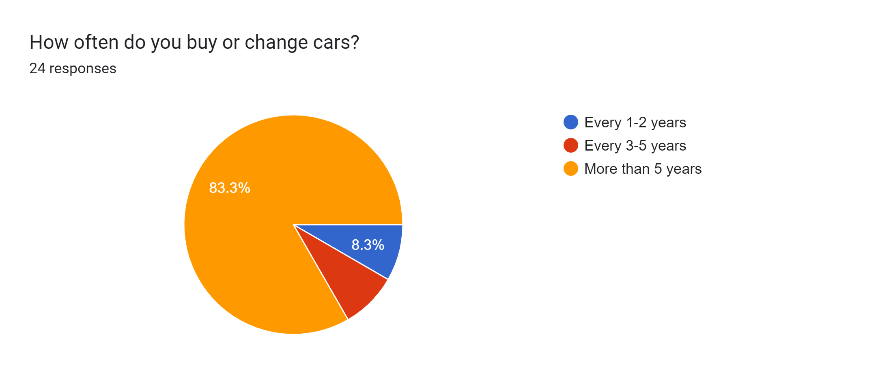 How often do you buy or change cars?
24 responses
Every 1-2 years
Every 3-5 years
More than 5 years
83.3%
8.3%